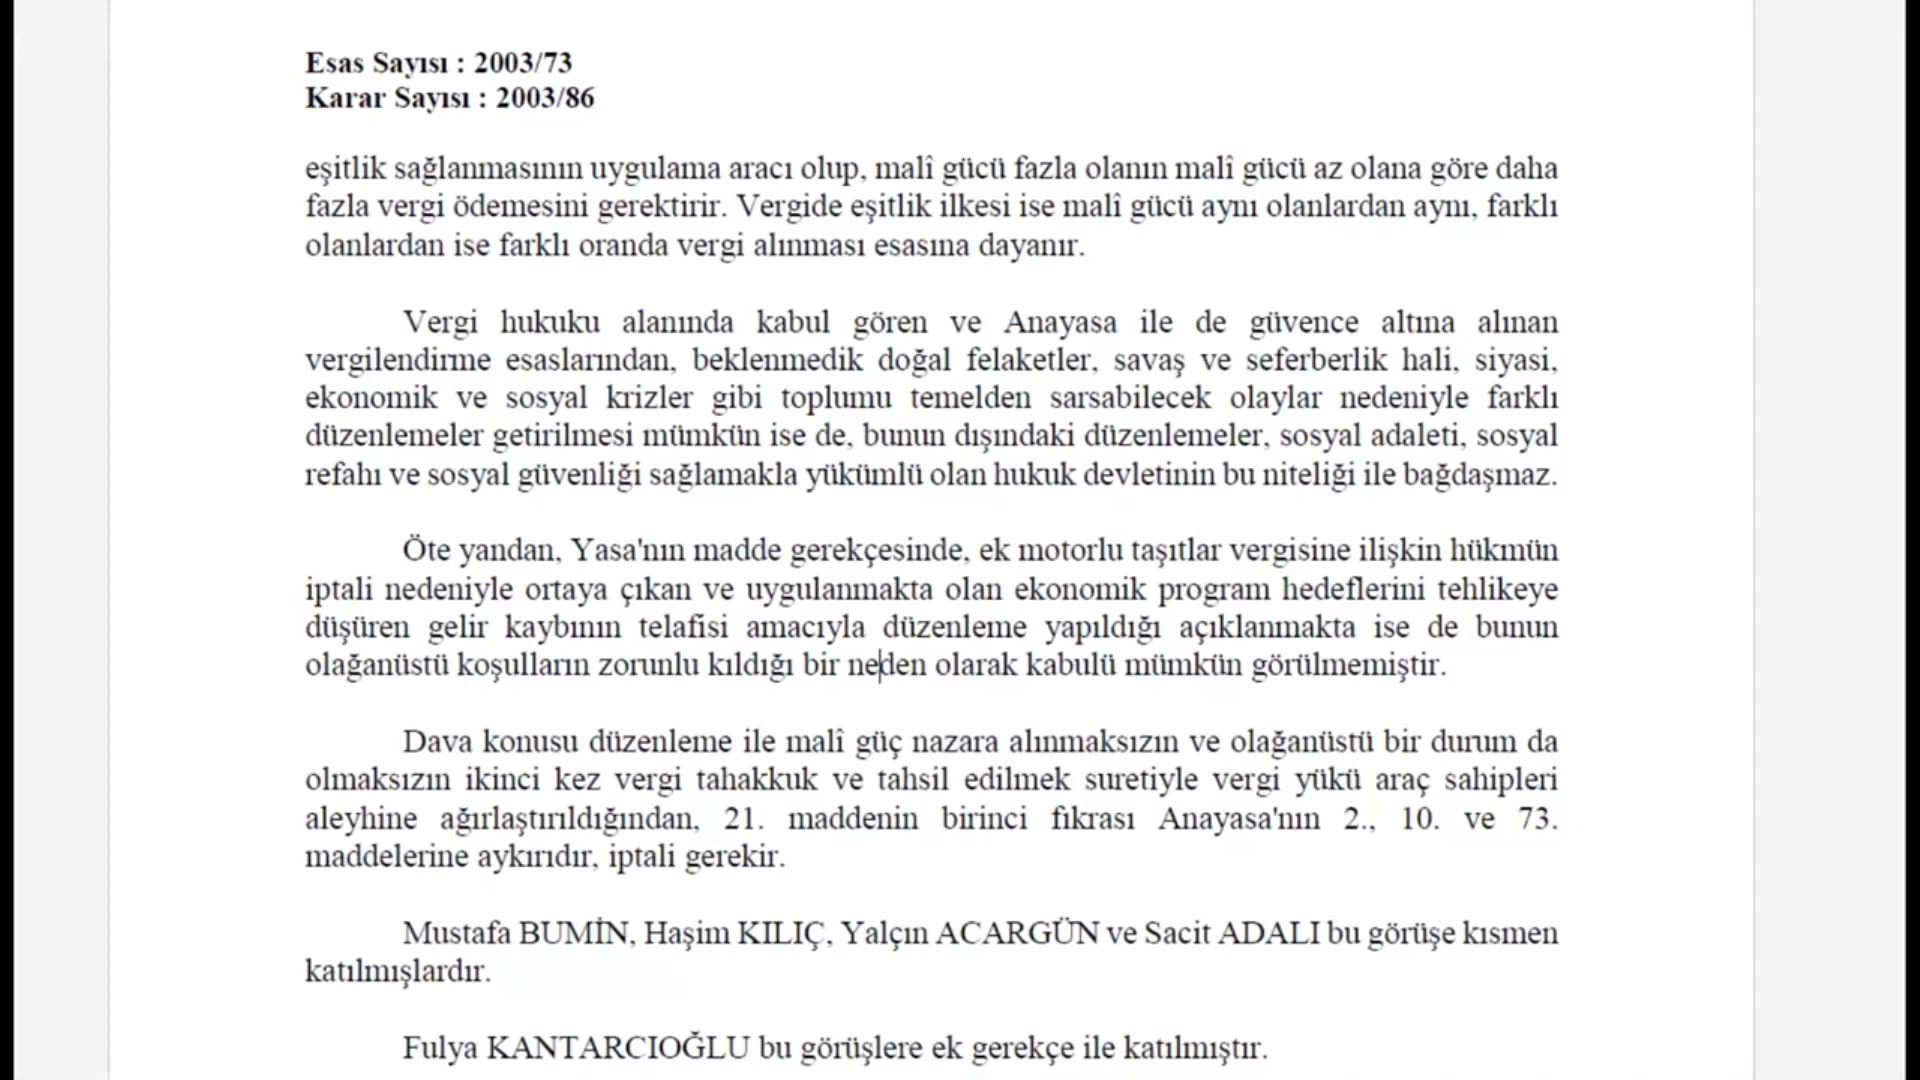 Esas Sayısı : 2003/73
Karar Sayısı : 2003/86
eşitlik sağlanmasının uygulama aracı olup, malî gücü fazla olanın malî gücü az olana göre daha
fazla vergi ödemesini gerektirir. Vergide eşitlik ilkesi ise malî gücü aynı olanlardan aynı, farklı
olanlardan ise farklı oranda vergi alınması esasına dayanır.
Vergi hukuku alanında kabul gören ve Anayasa ile de güvence altına alınan
vergilendirme esaslarından, beklenmedik doğal felaketler, savaş ve seferberlik hali, siyasi,
ekonomik ve sosyal krizler gibi toplumu temelden sarsabilecek olaylar nedeniyle farklı
düzenlemeler getirilmesi mümkün ise de, bunun dışındaki düzenlemeler, sosyal adaleti, sosyal
refahı ve sosyal güvenliği sağlamakla yükümlü olan hukuk devletinin bu niteliği ile bağdaşmaz.
Öte yandan, Yasa'nın madde gerekçesinde, ek motorlu taşıtlar vergisine ilişkin hükmün
iptali nedeniyle ortaya çıkan ve uygulanmakta olan ekonomik program hedeflerini tehlikeye
düşüren gelir kaybının telafisi amacıyla düzenleme yapıldığı açıklanmakta ise de bunun
olağanüstü koşulların zorunlu kıldığı bir neden olarak kabulü mümkün görülmemiştir.
Dava konusu düzenleme ile malî güç nazara alınmaksızın ve olağanüstü bir durum da
olmaksızın ikinci kez vergi tahakkuk ve tahsil edilmek suretiyle vergi yükü araç sahipleri
aleyhine ağırlaştırıldığından, 21. maddenin birinci fıkrası Anayasa'nın 2., 10. ve 73.
maddelerine aykırıdır, iptali gerekir.
Mustafa BUMİN, Haşim KILIÇ, Yalçın ACARGÜN ve Sacit ADALI bu görüşe kısmen
katılmışlardır.
Fulya KANTARCIOĞLU bu görüşlere ek gerekçe ile katılmıştır.